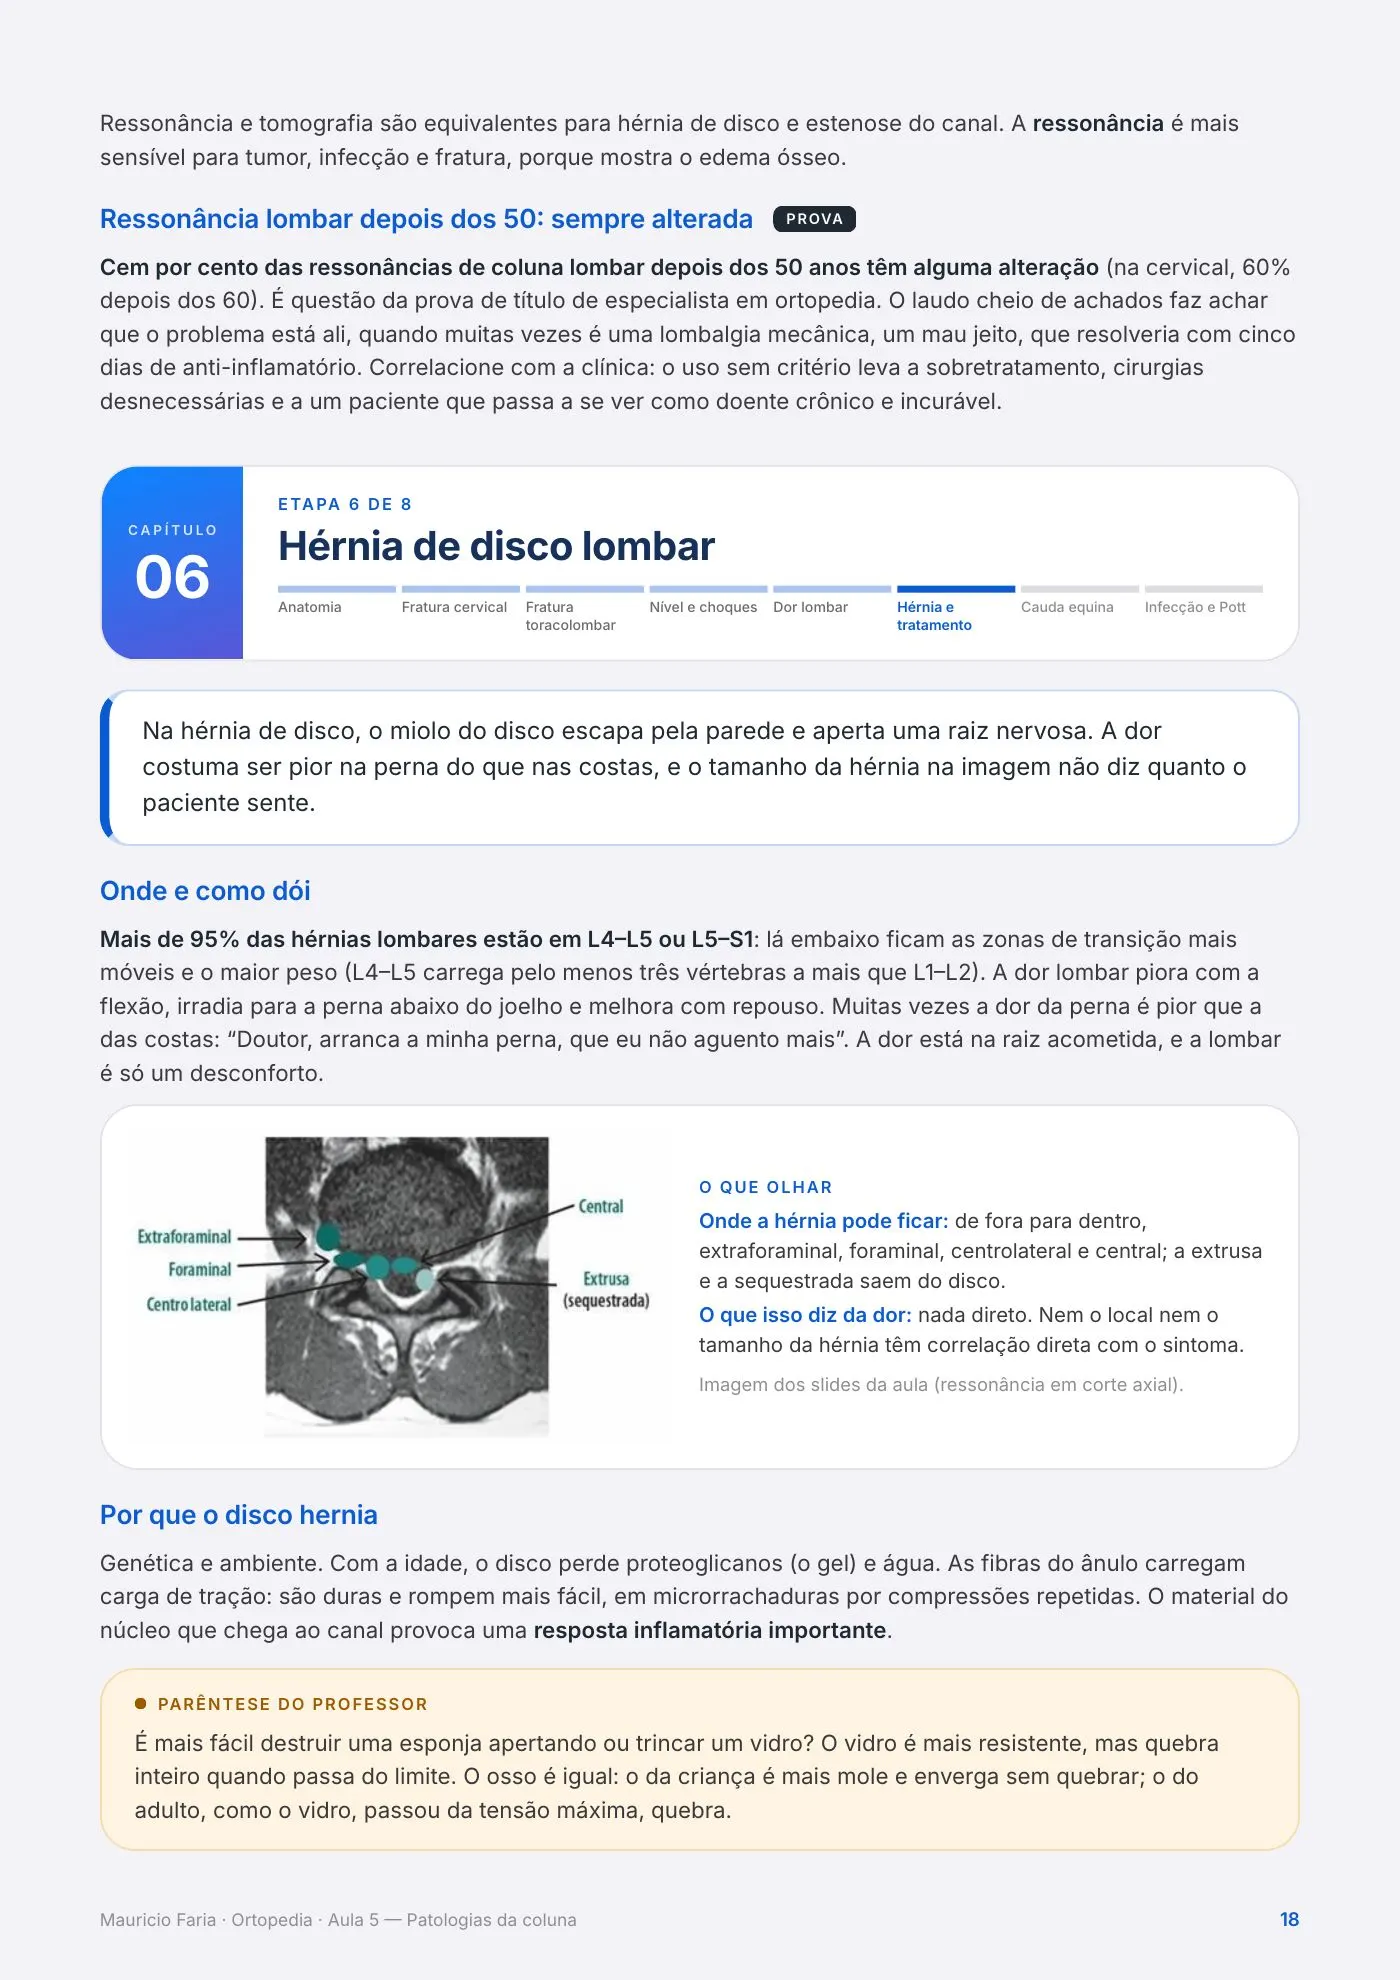 Ressonância e tomografia são equivalentes para hérnia de disco e estenose do canal. A ressonância é mais
sensível para tumor, infecção e fratura, porque mostra o edema ósseo.
Ressonância lombar depois dos 50: sempre alterada PROVA
Cem por cento das ressonâncias de coluna lombar depois dos 50 anos têm alguma alteração (na cervical, 60%
depois dos 60). É questão da prova de título de especialista em ortopedia. O laudo cheio de achados faz achar
que o problema está ali, quando muitas vezes é uma lombalgia mecânica, um mau jeito, que resolveria com cinco
dias de anti-inflamatório. Correlacione com a clínica: o uso sem critério leva a sobretratamento, cirurgias
desnecessárias e a um paciente que passa a se ver como doente crônico e incurável.
CAPÍTULO
06
ETAPA 6 DE 8
Hérnia de disco lombar
Anatomia
Fratura cervical
Fratura
toracolombar
Nível e choques
Dor lombar
Hérnia e
tratamento
Cauda equina
Infecção e Pott
Na hérnia de disco, o miolo do disco escapa pela parede e aperta uma raiz nervosa. A dor
costuma ser pior na perna do que nas costas, e o tamanho da hérnia na imagem não diz quanto o
paciente sente.
Onde e como dói
Mais de 95% das hérnias lombares estão em L4–L5 ou L5–S1: lá embaixo ficam as zonas de transição mais
móveis e o maior peso (L4–L5 carrega pelo menos três vértebras a mais que L1–L2). A dor lombar piora com a
flexão, irradia para a perna abaixo do joelho e melhora com repouso. Muitas vezes a dor da perna é pior que a
das costas: “Doutor, arranca a minha perna, que eu não aguento mais”. A dor está na raiz acometida, e a lombar
é só um desconforto.
Extraforaminal
Foraminal
Centro lateral
Central
Extrusa
(sequestrada)
O QUE OLHAR
Onde a hérnia pode ficar: de fora para dentro,
extraforaminal, foraminal, centrolateral e central; a extrusa
e a sequestrada saem do disco.
O que isso diz da dor: nada direto. Nem o local nem o
tamanho da hérnia têm correlação direta com o sintoma.
Imagem dos slides da aula (ressonância em corte axial).
Por que o disco hernia
Genética e ambiente. Com a idade, o disco perde proteoglicanos (o gel) e água. As fibras do ânulo carregam
carga de tração: são duras e rompem mais fácil, em microrrachaduras por compressões repetidas. O material do
núcleo que chega ao canal provoca uma resposta inflamatória importante.
PARÊNTESE DO PROFESSOR
É mais fácil destruir uma esponja apertando ou trincar um vidro? O vidro é mais resistente, mas quebra
inteiro quando passa do limite. O osso é igual: o da criança é mais mole e enverga sem quebrar; o do
adulto, como o vidro, passou da tensão máxima, quebra.
Mauricio Faria · Ortopedia · Aula 5 — Patologias da coluna
18